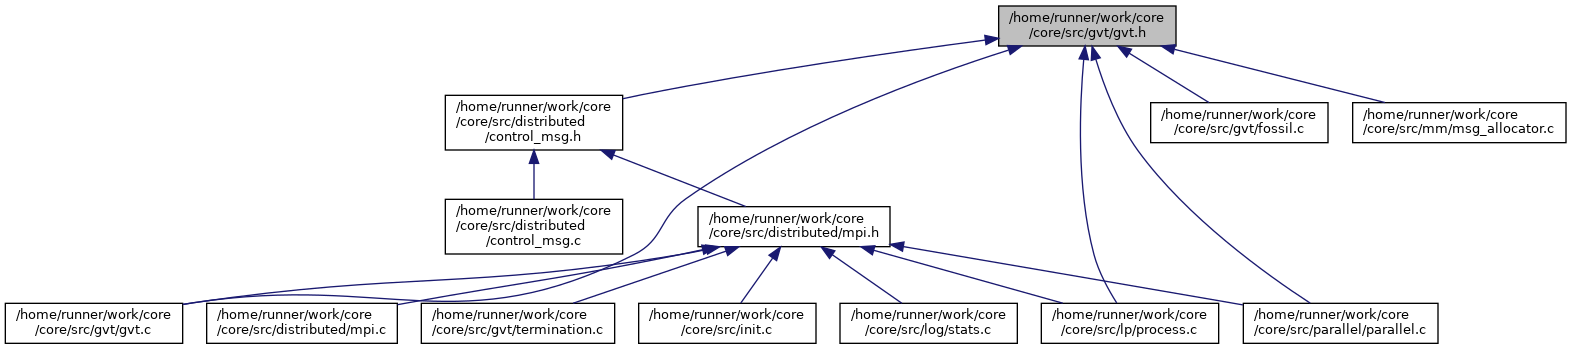 /home/runner/work/core
/core/src/gvt/gvt.h
/home/runner/work/core
/core/src/distributed
/control_msg.h
/home/runner/work/core
/core/src/gvt/fossil.c
/home/runner/work/core
/core/src/mm/msg_allocator.c
/home/runner/work/core
/core/src/distributed
/control_msg.c
/home/runner/work/core
/core/src/distributed/mpi.h
/home/runner/work/core
/core/src/gvt/gvt.c
/home/runner/work/core
/core/src/distributed/mpi.c
/home/runner/work/core
/core/src/gvt/termination.c
/home/runner/work/core
/core/src/init.c
/home/runner/work/core
/core/src/log/stats.c
/home/runner/work/core
/core/src/lp/process.c
/home/runner/work/core
/core/src/parallel/parallel.c